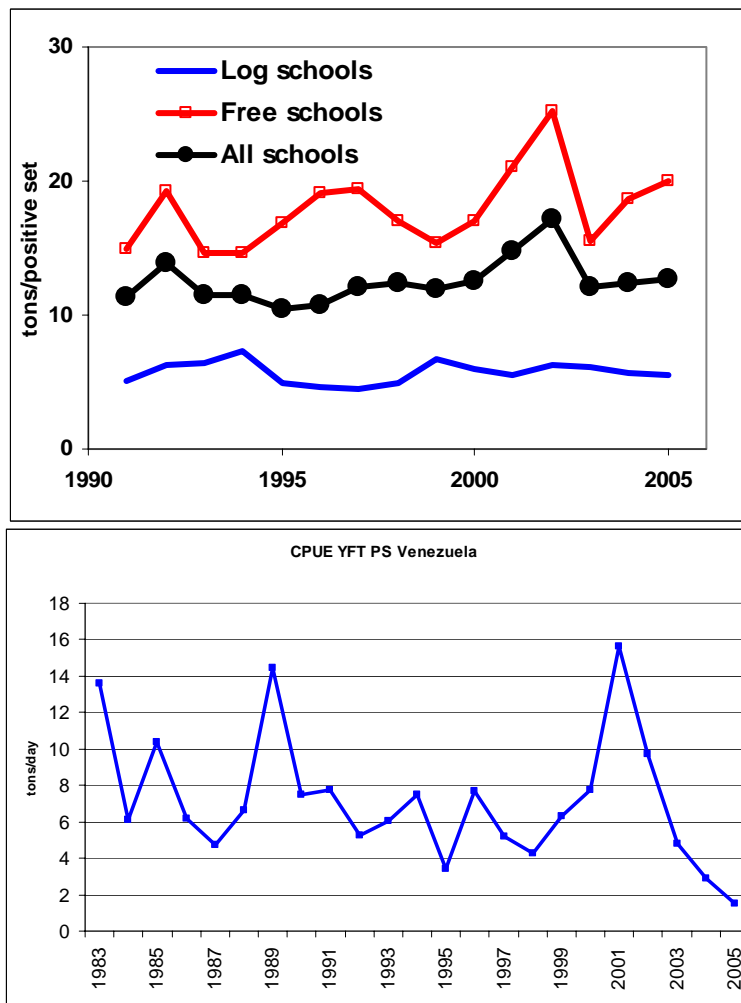 30
20
10
0
tons/positive set
Log schools
Free schools
All schools
1990 1995 2000 2005
CPUE YFT PS Venezuela
18
16
14
12
10
8
6
4
2
0
tons/day
1983 1985 1987 1989 1991 1993 1995 1997 1999 2001 2003 2005